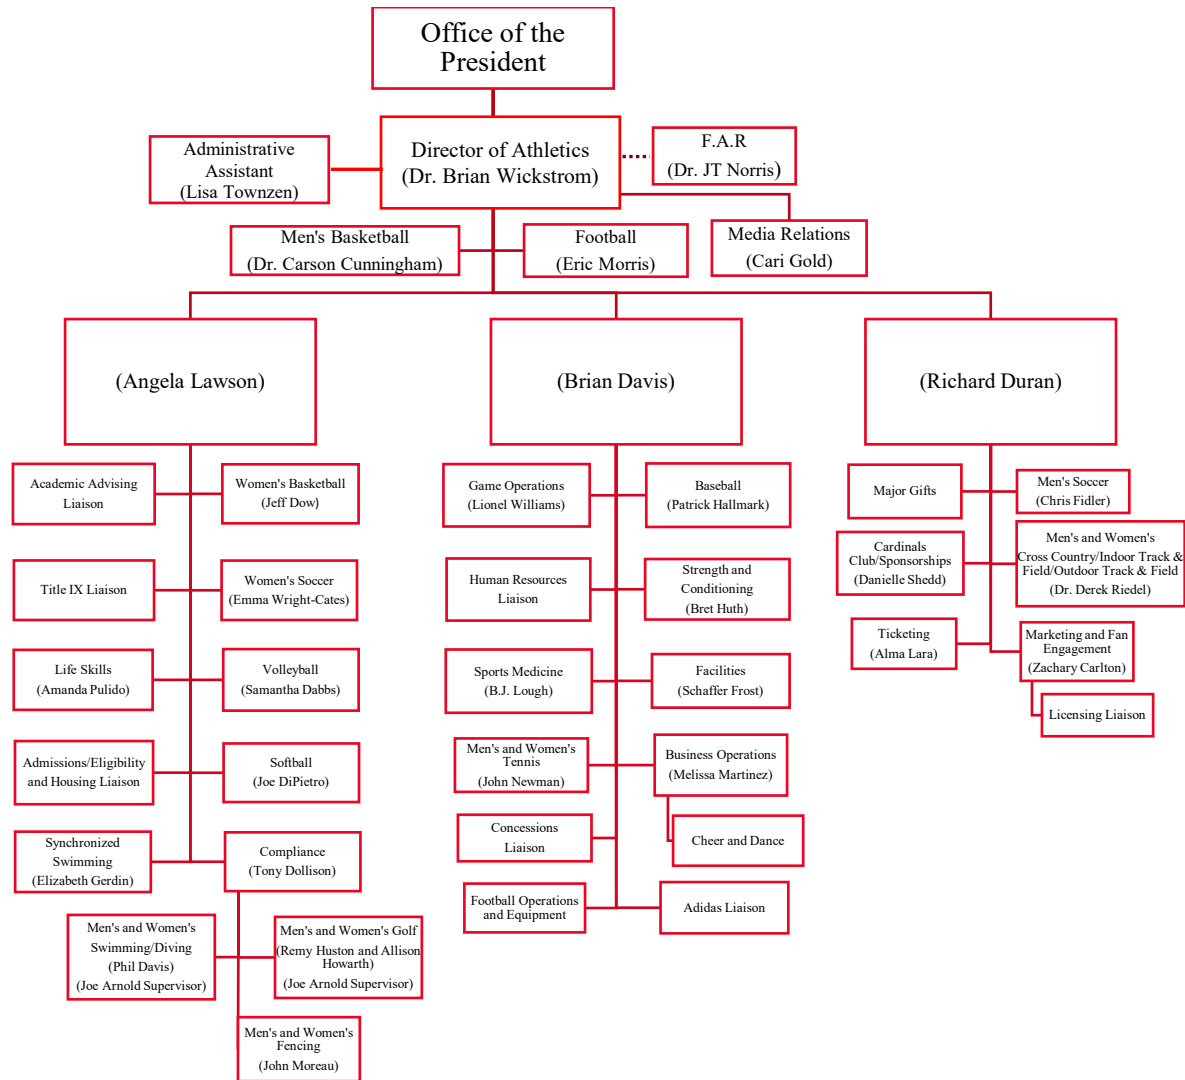 Office of the
President
Administrative
Assistant
(Lisa Townzen)
Director of Athletics
(Dr. Brian Wickstrom)
F.A.R
(Dr. JT Norris)
Men's Basketball
(Dr. Carson Cunningham)
Football
(Eric Morris)
Media Relations
(Cari Gold)
(Angela Lawson)
(Brian Davis)
(Richard Duran)
Academic Advising
Liaison
Women's Basketball
(Jeff Dow)
Title IX Liaison
Women's Soccer
(Emma Wright-Cates)
Life Skills
(Amanda Pulido)
Volleyball
(Samantha Dabbs)
Admissions/Eligibility
and Housing Liaison
Softball
(Joe DiPietro)
Synchronized
Swimming
(Elizabeth Gerdin)
Compliance
(Tony Dollison)
Men's and Women's
Swimming/Diving
(Phil Davis)
(Joe Arnold Supervisor)
Men's and Women's Golf
(Remy Huston and Allison
Howarth)
(Joe Arnold Supervisor)
Men's and Women's
Fencing
(John Moreau)
Game Operations
(Lionel Williams)
Baseball
(Patrick Hallmark)
Human Resources
Liaison
Strength and
Conditioning
(Bret Huth)
Sports Medicine
(B.J. Lough)
Facilities
(Schaffer Frost)
Men's and Women's
Tennis
(John Newman)
Business Operations
(Melissa Martinez)
Concessions
Liaison
Cheer and Dance
Football Operations
and Equipment
Adidas Liaison
Major Gifts
Men's Soccer
(Chris Fidler)
Cardinals
Club/Sponsorships
(Danielle Shedd)
Men's and Women's
Cross Country/Indoor Track &
Field/Outdoor Track & Field
(Dr. Derek Riedel)
Ticketing
(Alma Lara)
Marketing and Fan
Engagement
(Zachary Carlton)
Licensing Liaison